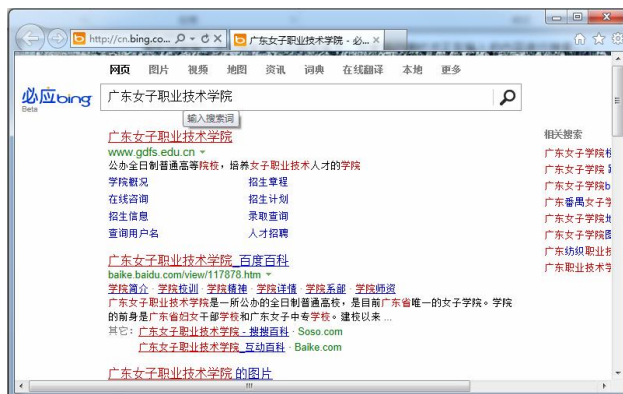 http://cn.bing.co...
广东女子职业技术学院 - 必...
网页 图片 视频 地图 资讯 词典 在线翻译 本地 更多
必应bing
Beta
广东女子职业技术学院
输入搜索词
广东女子职业技术学院
www.gdfs.edu.cn
公办全日制普通高等院校，培养女子职业技术人才的学院
学院概况 招生章程
在线咨询 招生计划
招生信息 录取查询
查询用户名 人才招聘
广东女子职业技术学院_百度百科
baike.baidu.com/view/117878.htm
学院简介 · 学院校训 · 学院精神 · 学院详情 · 学院系部 · 学院师资
广东女子职业技术学院是一所公办的全日制普通高校，是目前广东省唯一的女子学院。学院
的前身是广东省妇女干部学校和广东女子中专学校。建校以来 ...
其它: 广东女子职业技术学院 - 搜搜百科 · Soso.com
广东女子职业技术学院_互动百科 · Baike.com
广东女子职业技术学院 的图片
相关搜索
广东女子学院
广东女子学院
广东女子学院b
广东番禺女子学
广东女子学院
广东女子学院
广东纺织职业技
广东职业技术学